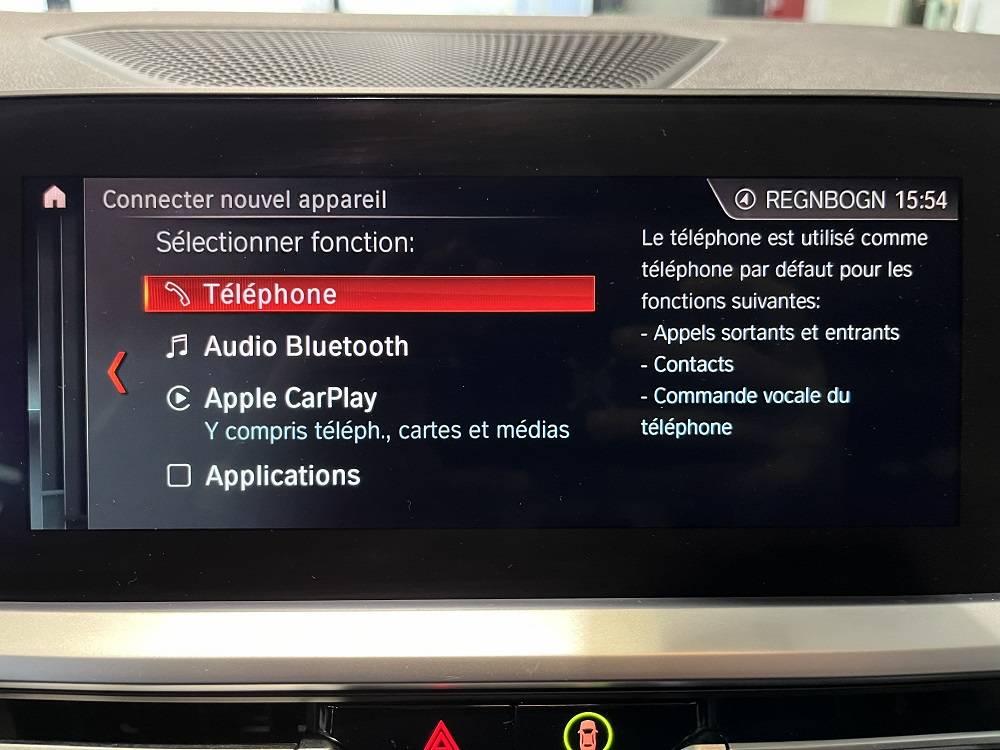 Connecter nouvel appareil
REGNBOGN 15:54
Sélectionner fonction:
Téléphone
Audio Bluetooth
Apple CarPlay
Y compris téléph., cartes et médias
Applications
Le téléphone est utilisé comme
téléphone par défaut pour les
fonctions suivantes:
- Appels sortants et entrants
- Contacts
- Commande vocale du
téléphone